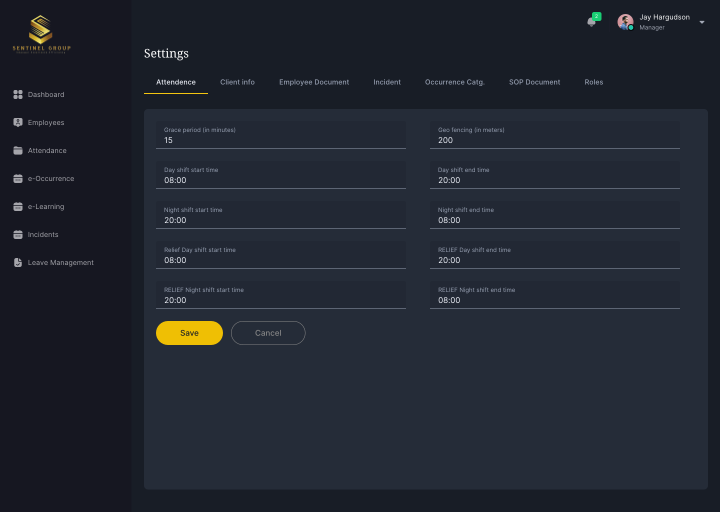 2
Jay Hargudson
Manager
SENTINEL GROUP
Settings
Attendence
Client info
Employee Document
Incident
Occurrence Catg.
SOP Document
Roles
Dashboard
Employees
Attendance
e-Occurrence
e-Learning
Incidents
Leave Management
Grace period (in minutes)
15
Geo fencing (in meters)
200
Day shift start time
08:00
Day shift end time
20:00
Night shift start time
20:00
Night shift end time
08:00
Relief Day shift start time
08:00
RELIEF Day shift end time
20:00
RELIEF Night shift start time
20:00
RELIEF Night shift end time
08:00
Save
Cancel